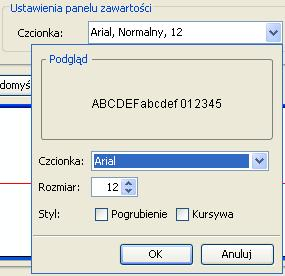 Ustawienia panelu zawartości
Czcionka: Arial, Normalny, 12
domyś
Podgląd
ABCDEFabcdef 012345
Czcionka: Arial
Rozmiar: 12
Styl: Pogrubienie Kursywa
OK Anuluj